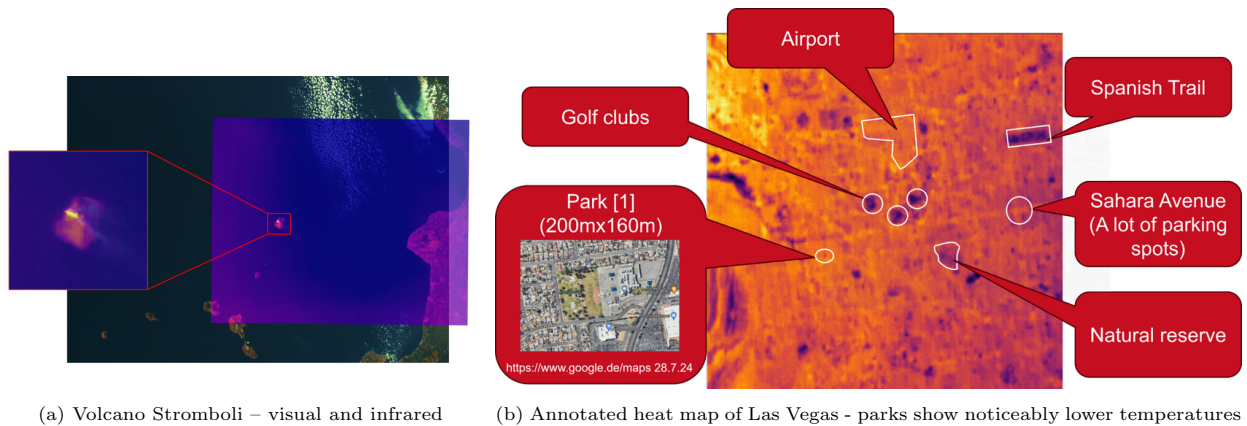 Airport
Spanish Trail
Golf clubs
Park [1]
(200mx160m)
https://www.google.de/maps 28.7.24
Sahara Avenue
(A lot of parking
spots)
Natural reserve
(a) Volcano Stromboli – visual and infrared
(b) Annotated heat map of Las Vegas - parks show noticeably lower temperatures